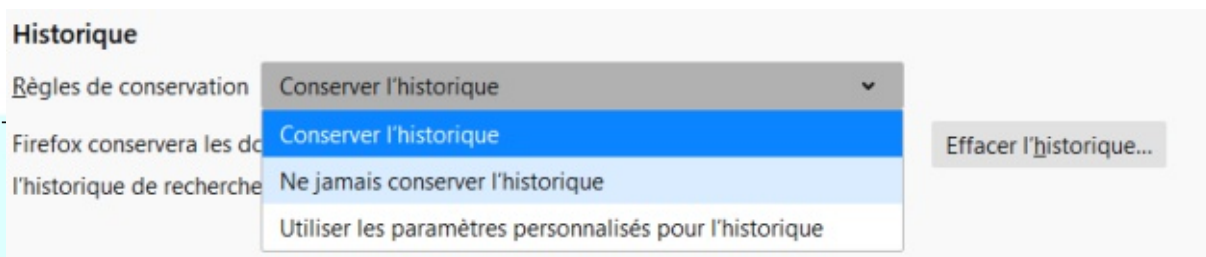 Historique
Règles de conservation Conserver l'historique
Conserver l'historique
Firefox conservera les Effacer l'historique...
l'historique de recherche Ne jamais conserver l'historique
Utiliser les paramètres personnalisés pour l'historique